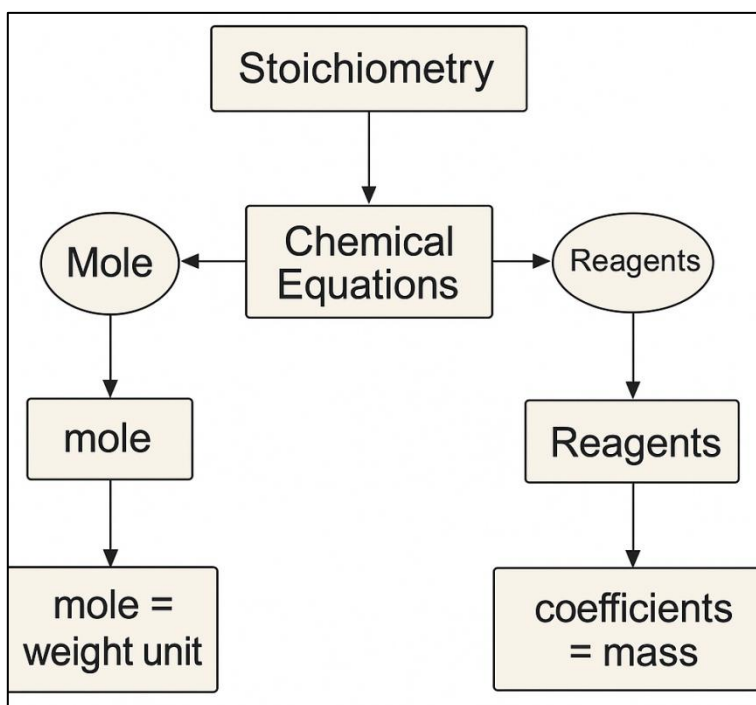 Stoichiometry
Mole
Chemical
Equations
Reagents
mole
Reagents
mole =
weight unit
coefficients
= mass